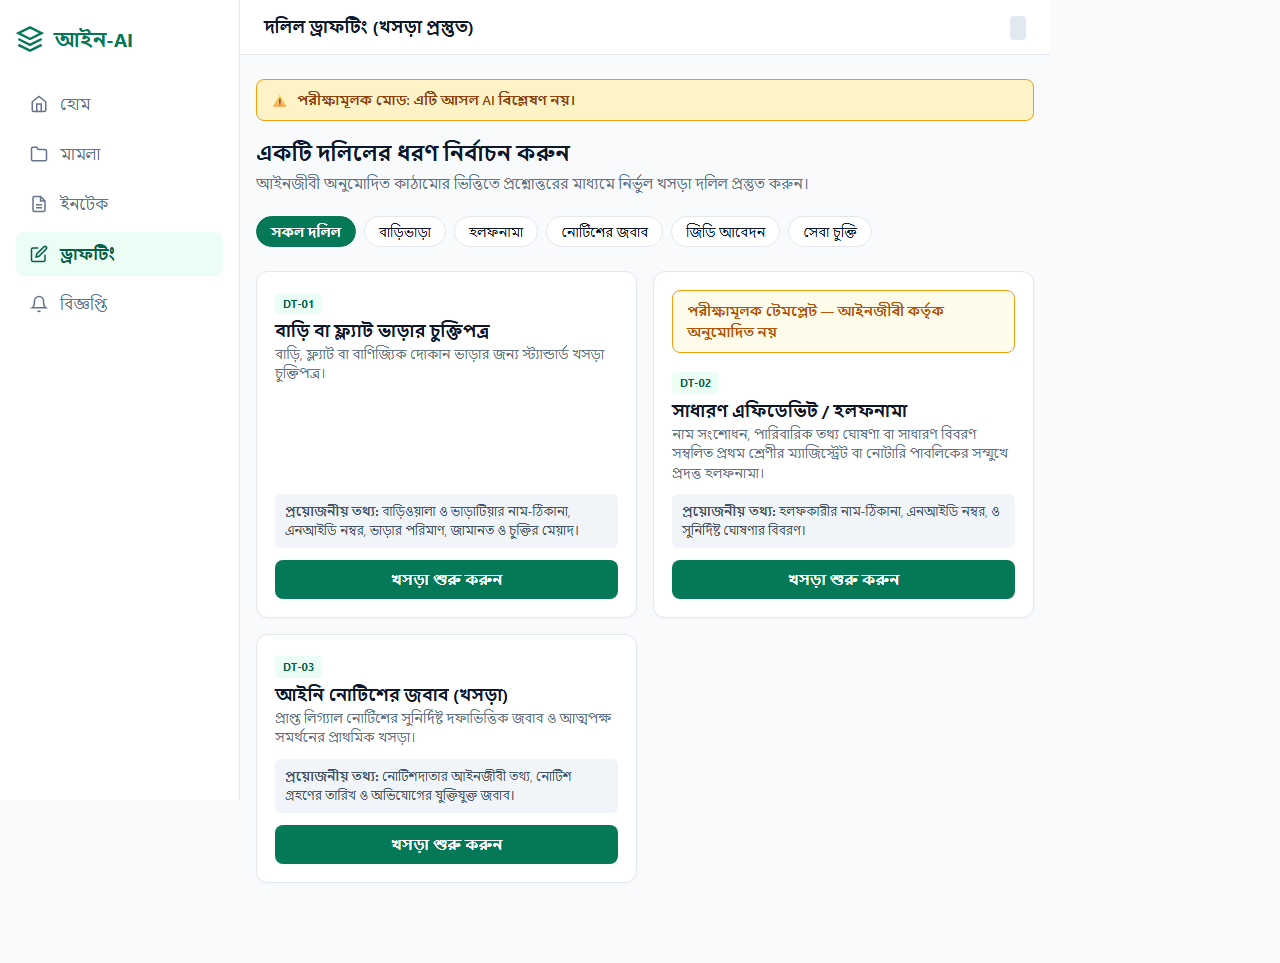 আইন-AI
হোম
মামলা
ইনটেক
ড্রাফটিং
বিজ্ঞপ্তি
দলিল ড্রাফটিং (খসড়া প্রস্তুত)
পরীক্ষামূলক মোড: এটি আসল AI বিশ্লেষণ নয়।
একটি দলিলের ধরণ নির্বাচন করুন
আইনজীবী অনুমোদিত কাঠামোর ভিত্তিতে প্রশ্নোত্তরের মাধ্যমে নির্ভুল খসড়া দলিল প্রস্তুত করুন।
সকল দলিল
বাড়িভাড়া
হলফনামা
নোটিশের জবাব
জিডি আবেদন
সেবা চুক্তি
DT-01
বাড়ি বা ফ্ল্যাট ভাড়ার চুক্তিপত্র
বাড়ি, ফ্ল্যাট বা বাণিজ্যিক দোকান ভাড়ার জন্য স্ট্যান্ডার্ড খসড়া
চুক্তিপত্র।
প্রয়োজনীয় তথ্য: বাড়িওয়ালা ও ভাড়াটিয়ার নাম-ঠিকানা,
এনআইডি নম্বর, ভাড়ার পরিমাণ, জামানত ও চুক্তির মেয়াদ।
খসড়া শুরু করুন
পরীক্ষামূলক টেমপ্লেট — আইনজীবী কর্তৃক
অনুমোদিত নয়
DT-02
সাধারণ এফিডেভিট / হলফনামা
নাম সংশোধন, পারিবারিক তথ্য ঘোষণা বা সাধারণ বিবরণ
সম্বলিত প্রথম শ্রেণীর ম্যাজিস্ট্রেট বা নোটারি পাবলিকের সম্মুখে
প্রদত্ত হলফনামা।
প্রয়োজনীয় তথ্য: হলফকারীর নাম-ঠিকানা, এনআইডি নম্বর, ও
সুনির্দিষ্ট ঘোষণার বিবরণ।
খসড়া শুরু করুন
DT-03
আইনি নোটিশের জবাব (খসড়া)
প্রাপ্ত লিগ্যাল নোটিশের সুনির্দিষ্ট দফাভিত্তিক জবাব ও আত্মপক্ষ
সমর্থনের প্রাথমিক খসড়া।
প্রয়োজনীয় তথ্য: নোটিশদাতার আইনজীবী তথ্য, নোটিশ
গ্রহণের তারিখ ও অভিযোগের যুক্তিযুক্ত জবাব।
খসড়া শুরু করুন